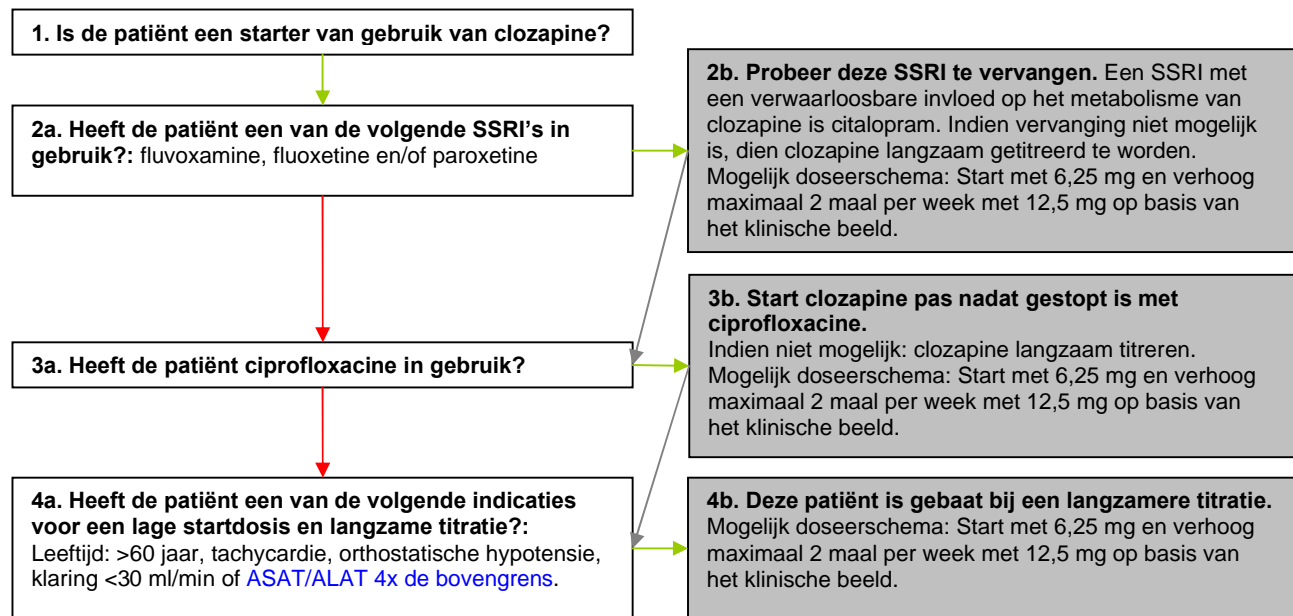 1. Is de patiënt een starter van gebruik van clozapine?
2a. Heeft de patiënt een van de volgende SSRI's in
gebruik?: fluvoxamine, fluoxetine en/of paroxetine
2b. Probeer deze SSRI te vervangen. Een SSRI met
een verwaarloosbare invloed op het metabolisme van
clozapine is citalopram. Indien vervanging niet mogelijk
is, dien clozapine langzaam getitreerd te worden.
Mogelijk doseerschema: Start met 6,25 mg en verhoog
maximaal 2 maal per week met 12,5 mg op basis van
het klinische beeld.
3a. Heeft de patiënt ciprofloxacine in gebruik?
3b. Start clozapine pas nadat gestopt is met
ciprofloxacine.
Indien niet mogelijk: clozapine langzaam titreren.
Mogelijk doseerschema: Start met 6,25 mg en verhoog
maximaal 2 maal per week met 12,5 mg op basis van
het klinische beeld.
4a. Heeft de patiënt een van de volgende indicaties
voor een lage startdosis en langzame titratie?:
Leeftijd: >60 jaar, tachycardie, orthostatische hypotensie,
klaring <30 ml/min of ASAT/ALAT 4x de bovengrens.
4b. Deze patiënt is gebaat bij een langzamere titratie.
Mogelijk doseerschema: Start met 6,25 mg en verhoog
maximaal 2 maal per week met 12,5 mg op basis van
het klinische beeld.